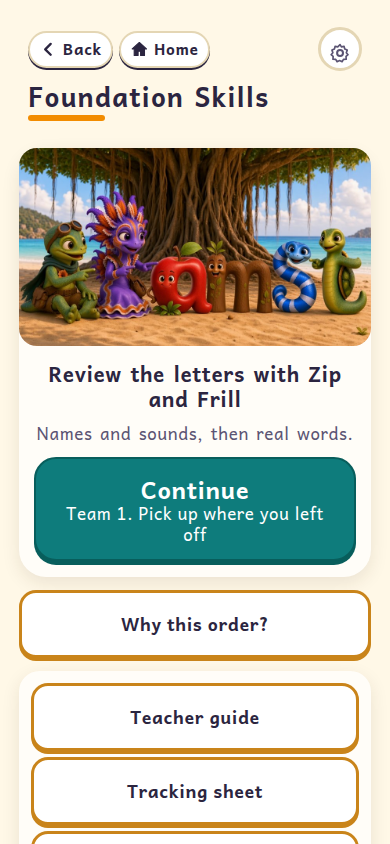 Back Home
Foundation Skills
a m s t
Review the letters with Zip
and Frill
Names and sounds, then real words.
Continue
Team 1. Pick up where you left
off
Why this order?
Teacher guide
Tracking sheet